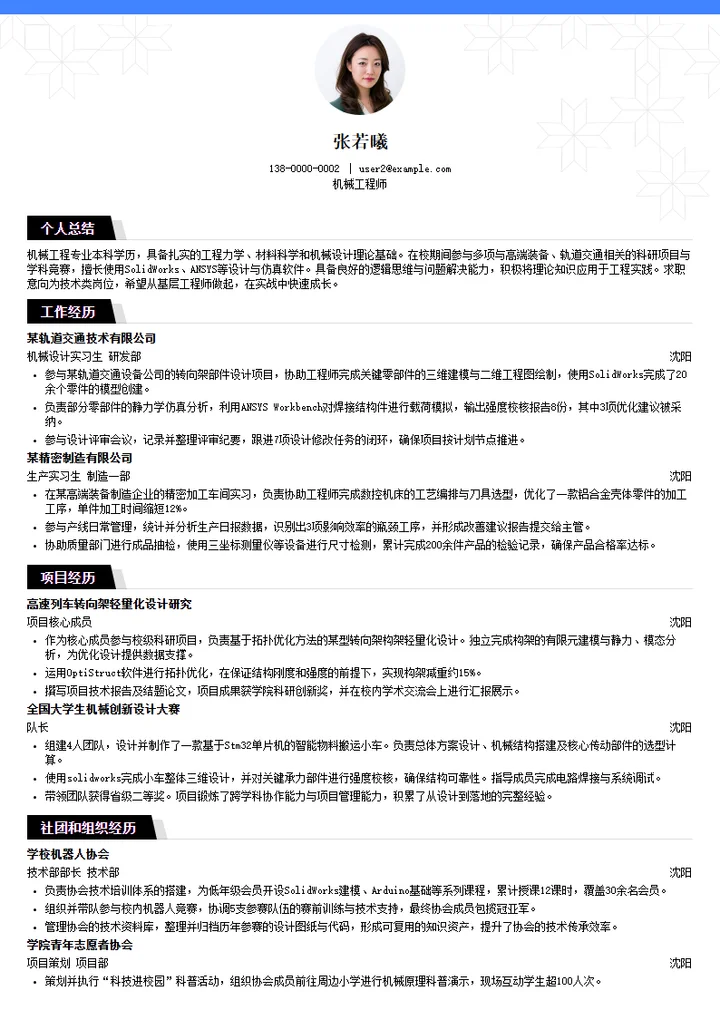 张若曦
138-0000-0002 | user2@example.com
机械工程师
个人总结
机械工程专业本科学历，具备扎实的工程力学、材料科学和机械设计理论基础。在校期间参与多项与高端装备、轨道交通相关的科研项目与
学科竞赛，擅长使用SolidWorks、ANSYS等设计与仿真软件。具备良好的逻辑思维与问题解决能力，积极将理论知识应用于工程实践。求职
意向为技术类岗位，希望从基层工程师做起，在实战中快速成长。
工作经历
某轨道交通技术有限公司
机械设计实习生 研发部 沈阳
• 参与某轨道交通设备公司的转向架部件设计项目，协助工程师完成关键零部件的三维建模与二维工程图绘制，使用SolidWorks完成了20
余个零件的模型创建。
• 负责部分零部件的静力学仿真分析，利用ANSYS Workbench对焊接结构件进行载荷模拟，输出强度校核报告8份，其中3项优化建议被采
纳。
• 参与设计评审会议，记录并整理评审纪要，跟进7项设计修改任务的闭环，确保项目按计划节点推进。
某精密制造有限公司
生产实习生 制造一部 沈阳
• 在某高端装备制造企业的精密加工车间实习，负责协助工程师完成数控机床的工艺编排与刀具选型，优化了一款铝合金壳体零件的加工
工序，单件加工时间缩短12%。
• 参与产线日常管理，统计并分析生产日报数据，识别出3项影响效率的瓶颈工序，并形成改善建议报告提交给主管。
• 协助质量部门进行成品抽检，使用三坐标测量仪等设备进行尺寸检测，累计完成200余件产品的检验记录，确保产品合格率达标。
项目经历
高速列车转向架轻量化设计研究
项目核心成员 沈阳
• 作为核心成员参与校级科研项目，负责基于拓扑优化方法的某型转向架构架轻量化设计。独立完成构架的有限元建模与静力、模态分
析，为优化设计提供数据支撑。
• 运用OptiStruct软件进行拓扑优化，在保证结构刚度和强度的前提下，实现构架减重约15%。
• 撰写项目技术报告及结题论文，项目成果获学院科研创新奖，并在校内学术交流会上进行汇报展示。
全国大学生机械创新设计大赛
队长 沈阳
• 组建4人团队，设计并制作了一款基于Stm32单片机的智能物料搬运小车。负责总体方案设计、机械结构搭建及核心传动部件的选型计
算。
• 使用solidworks完成小车整体三维设计，并对关键承力部件进行强度校核，确保结构可靠性。指导成员完成电路焊接与系统调试。
• 带领团队获得省级二等奖。项目锻炼了跨学科协作能力与项目管理能力，积累了从设计到落地的完整经验。
社团和组织经历
学校机器人协会
技术部部长 技术部 沈阳
• 负责协会技术培训体系的搭建，为低年级会员开设SolidWorks建模、Arduino基础等系列课程，累计授课12课时，覆盖30余名会员。
• 组织并带队参与校内机器人竞赛，协调5支参赛队伍的赛前训练与技术支持，最终协会成员包揽冠亚军。
• 管理协会的技术资料库，整理并归档历年参赛的设计图纸与代码，形成可复用的知识资产，提升了协会的技术传承效率。
学院青年志愿者协会
项目策划 项目部 沈阳
• 策划并执行“科技进校园”科普活动，组织协会成员前往周边小学进行机械原理科普演示，现场互动学生超100人次。